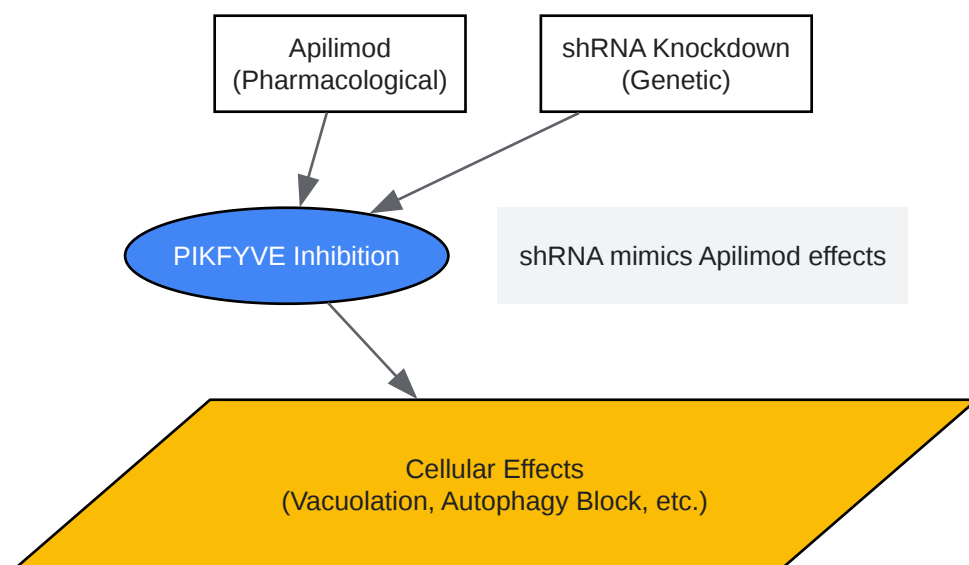 Apilimod
(Pharmacological)
shRNA Knockdown
(Genetic)
PIKFYVE Inhibition
shRNA mimics Apilimod effects
Cellular Effects
(Vacuolation, Autophagy Block, etc.)